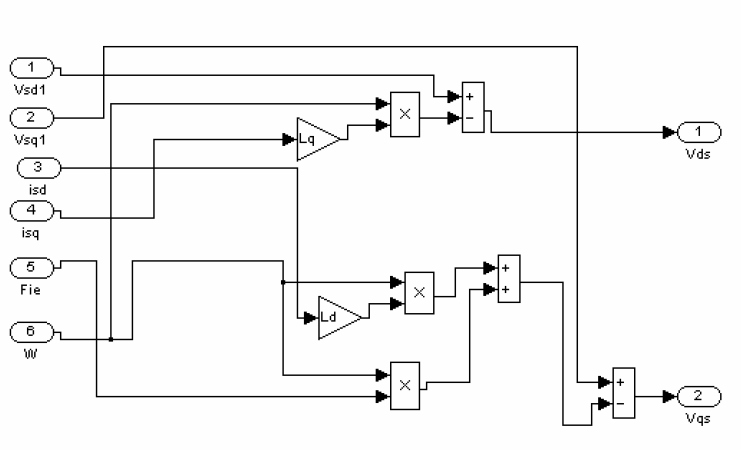 1
Vsd1
2
Vsq1
3
isd
4
isq
5
Fie
6
W
Lq
×
+
−
1
Vds
Ld
×
+
+
×
+
−
2
Vqs